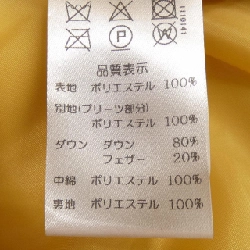 1110141
品質表示
表地 ポリエステル 100%
別地(プリーツ部分)
ポリエステル 100%
ダウン ダウン 80%
フェザー 20%
中綿 ポリエステル 100%
裏地 ポリエステル 100%